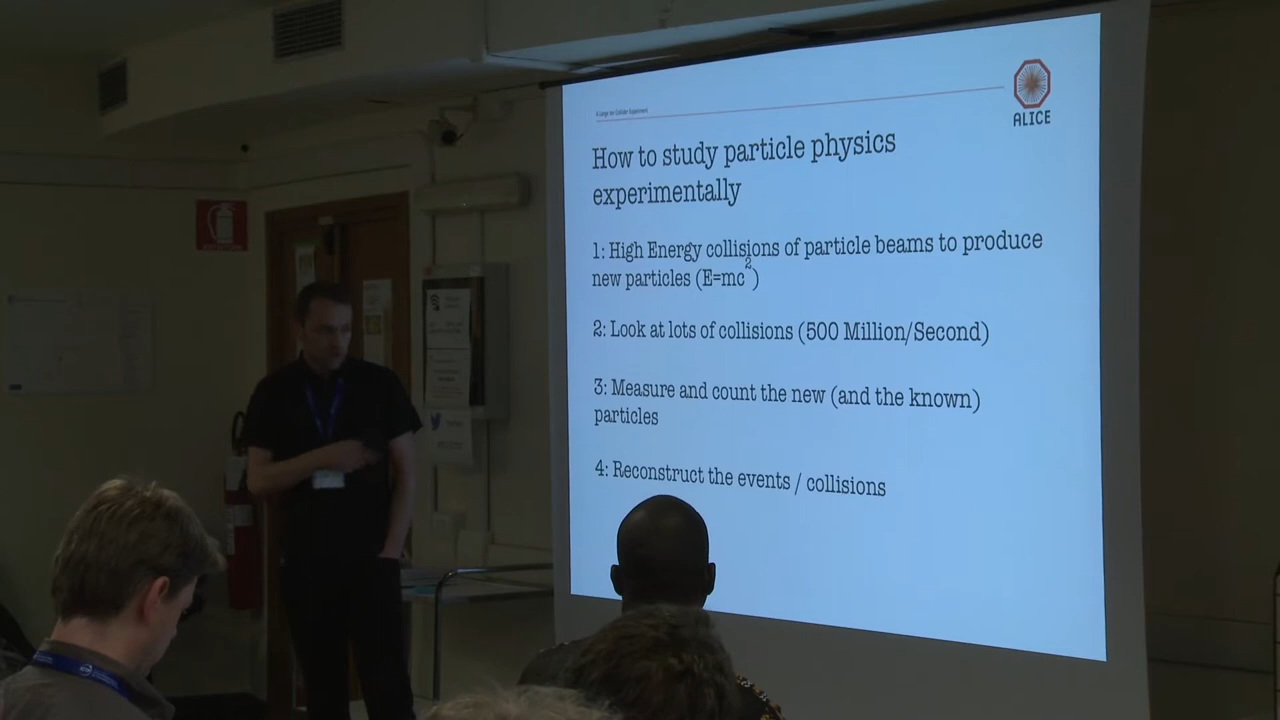 A Large Ion Collider Experiment
ALICE
How to study particle physics
experimentally
1: High Energy collisions of particle beams to produce
new particles (E=mc²)
2: Look at lots of collisions (500 Million/Second)
3: Measure and count the new (and the known)
particles
4: Reconstruct the events / collisions